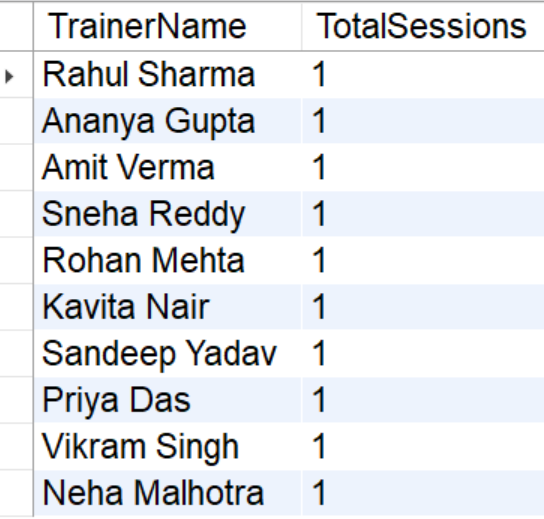 TrainerName TotalSessions
Rahul Sharma 1
Ananya Gupta 1
Amit Verma 1
Sneha Reddy 1
Rohan Mehta 1
Kavita Nair 1
Sandeep Yadav 1
Priya Das 1
Vikram Singh 1
Neha Malhotra 1